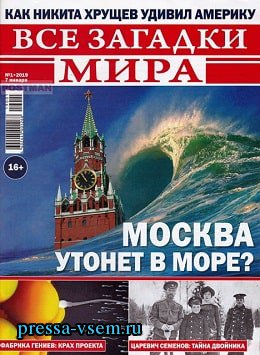 КАК НИКИТА ХРУЩЕВ УДИВИЛ АМЕРИКУ
ВСЕ ЗАГАДКИ
МИРА
№1•2019
7 января
POSTMAN
16+
МОСКВА
УТОНЕТ В МОРЕ?
ФАБРИКА ГЕНИЕВ: КРАХ ПРОЕКТА
ЦАРЕВИЧ СЕМЕНОВ: ТАЙНА ДВОЙНИКА
pressa-vsem.ru